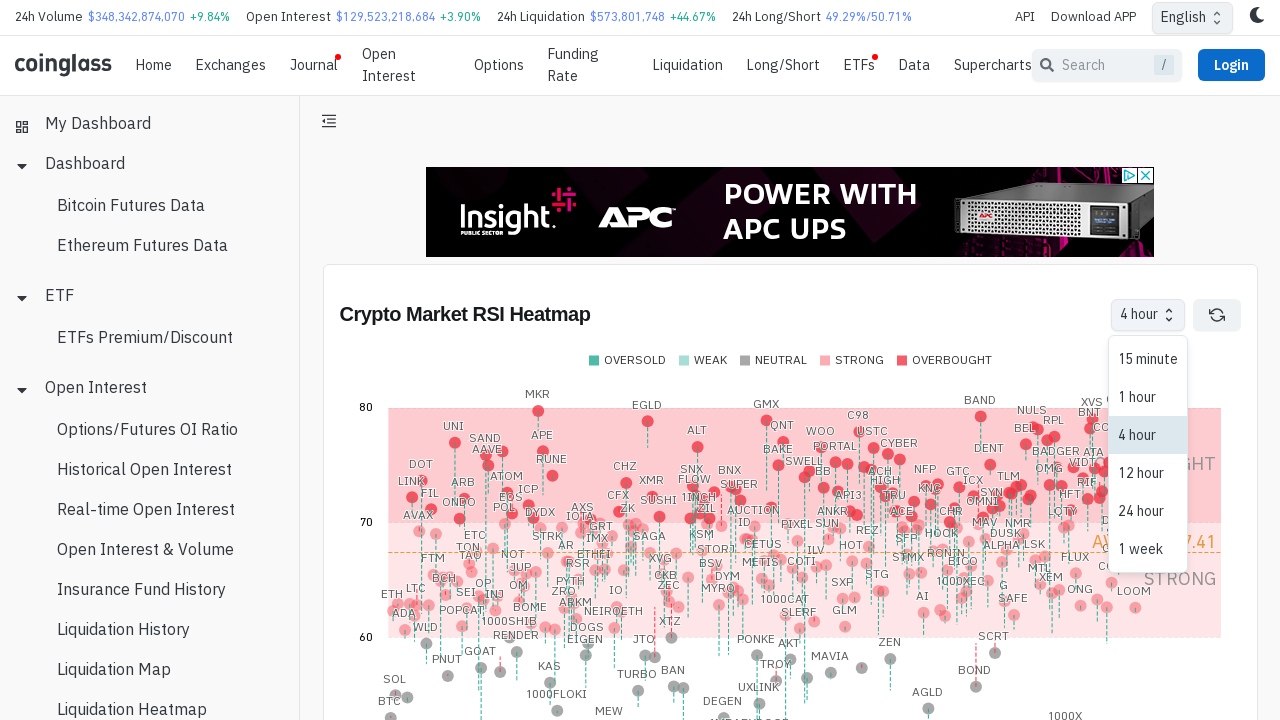 24h Volume $348,342,874,070 +9.84% Open Interest $129,523,218,684 +3.90% 24h Liquidation $573,801,748 +44.67% 24h Long/Short 49.29%/50.71% API Download APP English
coinglass Home Exchanges Journal Open Interest Options Funding Rate Liquidation Long/Short ETFs Data Supercharts Search / Login
My Dashboard
Dashboard
Bitcoin Futures Data
Ethereum Futures Data
ETF
ETFs Premium/Discount
Open Interest
Options/Futures OI Ratio
Historical Open Interest
Real-time Open Interest
Open Interest & Volume
Insurance Fund History
Liquidation History
Liquidation Map
Liquidation Heatmap
Insight. PUBLIC SECTOR APC POWER WITH
APC UPS
Crypto Market RSI Heatmap
4 hour
15 minute
1 hour
4 hour
12 hour
24 hour
1 week
OVERSOLD WEAK NEUTRAL STRONG OVERBOUGHT
80
70
60
MKR
EGLD
GMX
C98
BAND
NULS
XVS
BNT
RPL
UNI
SAND
AAVE
APE
RUNE
ALT
QNT
BAKE
WOO
PORTAL
USTC
CYBER
DENT
BEL
BADGER
ATA
VIDT
DOT
LINK
FIL
ARB
ATOM
ONDO
JCP
EOS
POL
AVAX
DYDX
CHZ
XMR
CFX
ZK
SUSHI
SNX
FLOW
BNX
SUPER
1INCH
ZIL
AUCTION
ID
SWELL
BB
API3
ANKR
SUN
PIXEL
ACH
HIGH
TRU
ACE
REZ
NFP
KNC
GTC
ICX
SYN
OMNI
CHR
TLM
OMG
RIF
HFT
LQTY
AXS
IOTA
GRT
IMX
ETC
TON
TAO
FTM
NOT
JUP
OM
STRK
AR
RSR
ETHFI
PYTH
ZRO
SAGA
XVG
CKB
ZEC
KSM
STORJ
BSV
DYM
MYRO
CETUS
METIS
COTI
ILV
HOT
SXP
STG
SFP
STMX
HOOK
RONIN
BICO
1000XEC
MAV
NMR
DUSK
ALPHA
LSK
MTL
XEM
FLUX
ONG
LOOM
ETH
ADA
LTC
BCH
SEI
OP
INJ
POPCAT
WLD
1000SHIB
RENDER
BOME
ARKM
DOGS
EIGEN
NEIROETH
IO
JTO
XTZ
1000CAT
SLERF
GLM
AI
G
SAFE
SCRT
PONKE
AKT
TROY
MAVIA
ZEN
BOND
PNUT
GOAT
KAS
TURBO
BAN
UXLINK
DEGEN
AGLD
SOL
BTC
1000FLOKI
MEW
1000X
STRONG